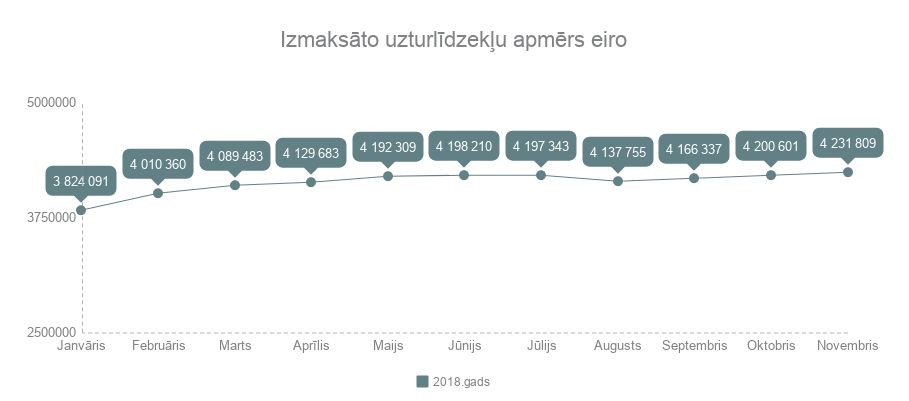 Izmaksāto uzturlīdzekļu apmērs eiro
5000000
3 824 091 4 010 360 4 089 483 4 129 683 4 192 309 4 198 210 4 197 343 4 137 755 4 166 337 4 200 601 4 231 809
3750000
2500000
Janvāris Februāris Marts Aprīlis Maijs Jūnijs Jūlijs Augusts Septembris Oktobris Novembris
2018.gads